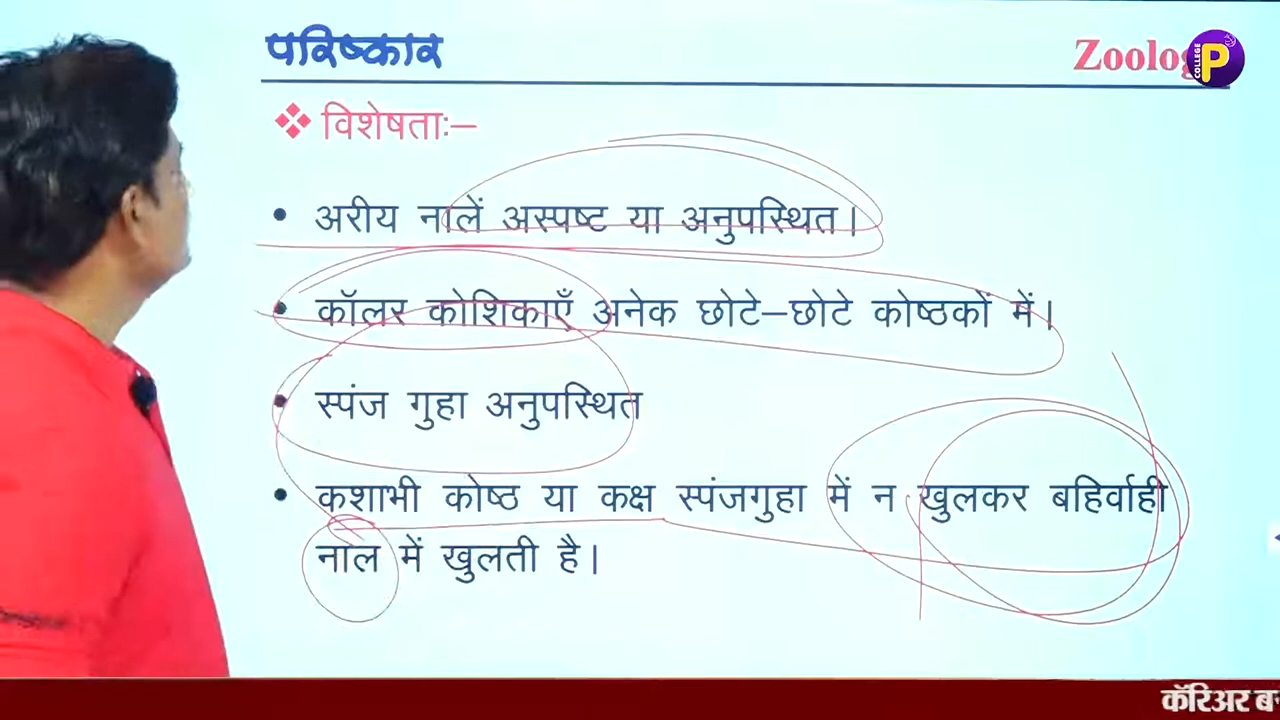 परिष्कार
Zoolog
COLLEGE P
❖ विशेषताः–
• अरीय नालें अस्पष्ट या अनुपस्थित।
• कॉलर कोशिकाएँ अनेक छोटे–छोटे कोष्ठकों में।
• स्पंज गुहा अनुपस्थित
• कशाभी कोष्ठ या कक्ष स्पंजगुहा में न खुलकर बहिर्वाही
नाल में खुलती है।
कॅरिअर